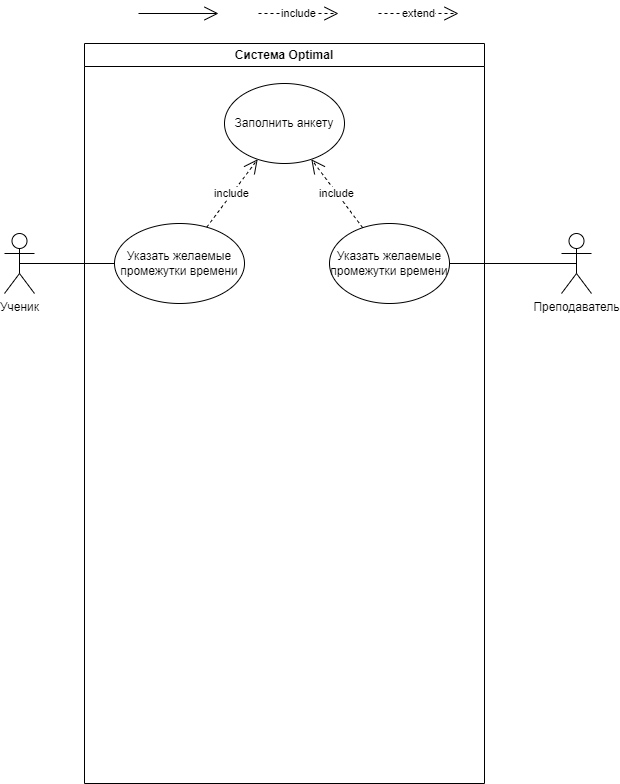 include
extend
Система Optimal
Заполнить анкету
include
include
Указать желаемые
промежутки времени
Указать желаемые
промежутки времени
Ученик
Преподаватель